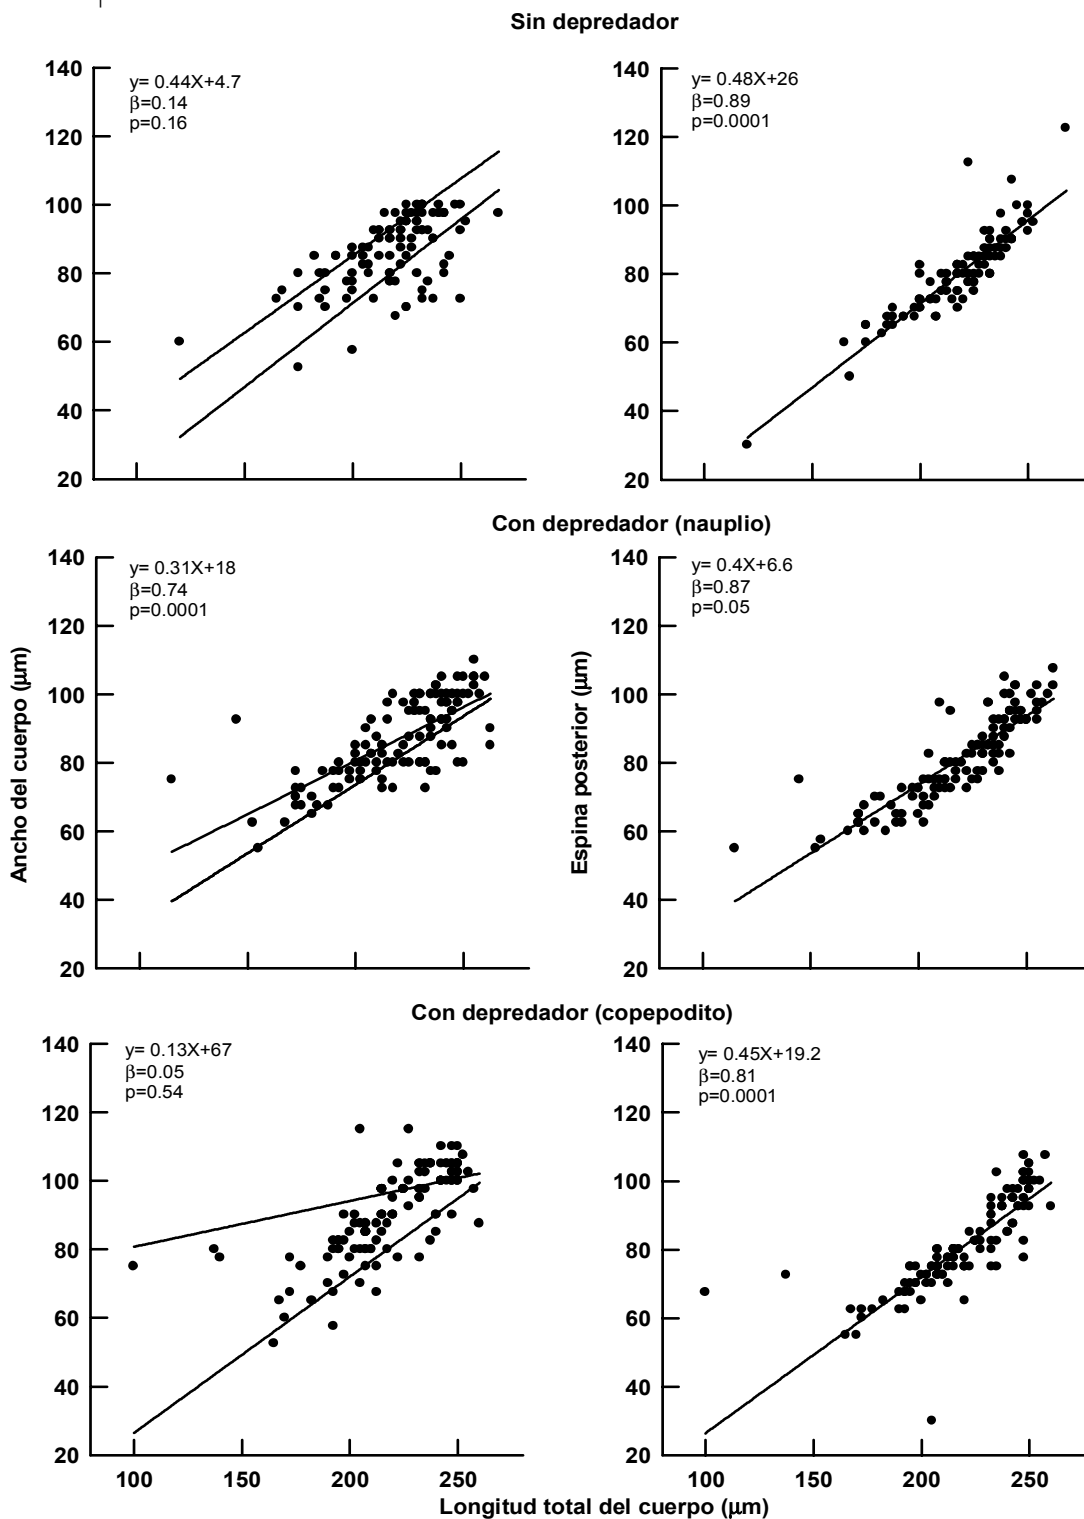 Sin depredador
140
120
100
80
60
40
20
y= 0.44X+4.7
β=0.14
p=0.16
140
120
100
80
60
40
20
y= 0.48X+26
β=0.89
p=0.0001
Con depredador (nauplio)
Ancho del cuerpo (µm)
140
120
100
80
60
40
20
y= 0.31X+18
β=0.74
p=0.0001
Espina posterior (µm)
140
120
100
80
60
40
20
y= 0.4X+6.6
β=0.87
p=0.05
Con depredador (copepodito)
140
120
100
80
60
40
20
y= 0.13X+67
β=0.05
p=0.54
100 150 200 250
140
120
100
80
60
40
20
y= 0.45X+19.2
β=0.81
p=0.0001
100 150 200 250
Longitud total del cuerpo (µm)